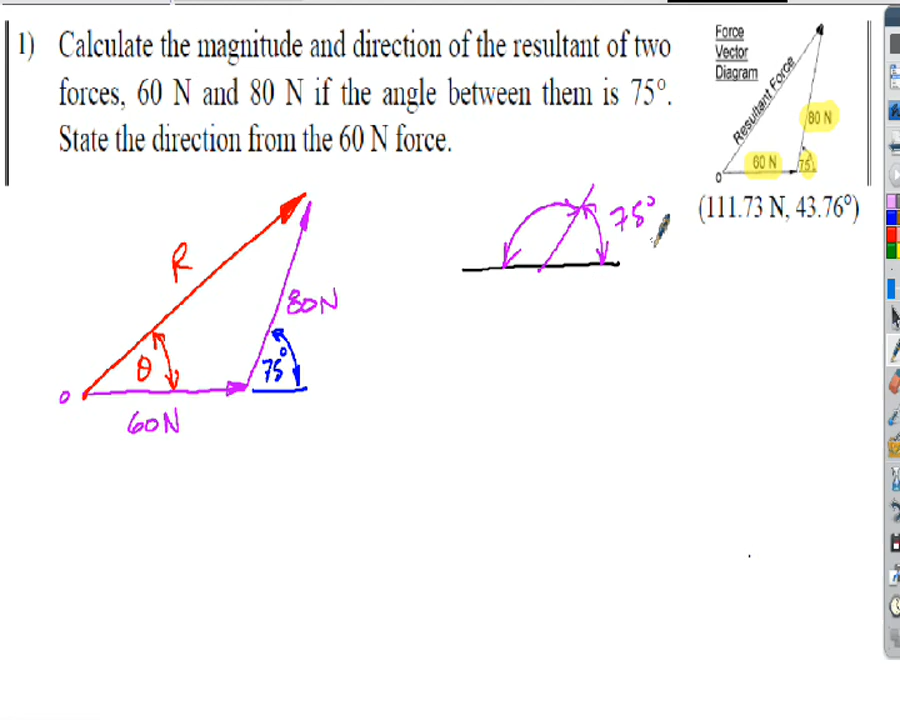 1) Calculate the magnitude and direction of the resultant of two
forces, 60 N and 80 N if the angle between them is 75°.
State the direction from the 60 N force.
Force
Vector
Diagram
Resultant Force
80 N
60 N
75
0
(111.73 N, 43.76°)
75°
R
80N
θ
75°
0
60N